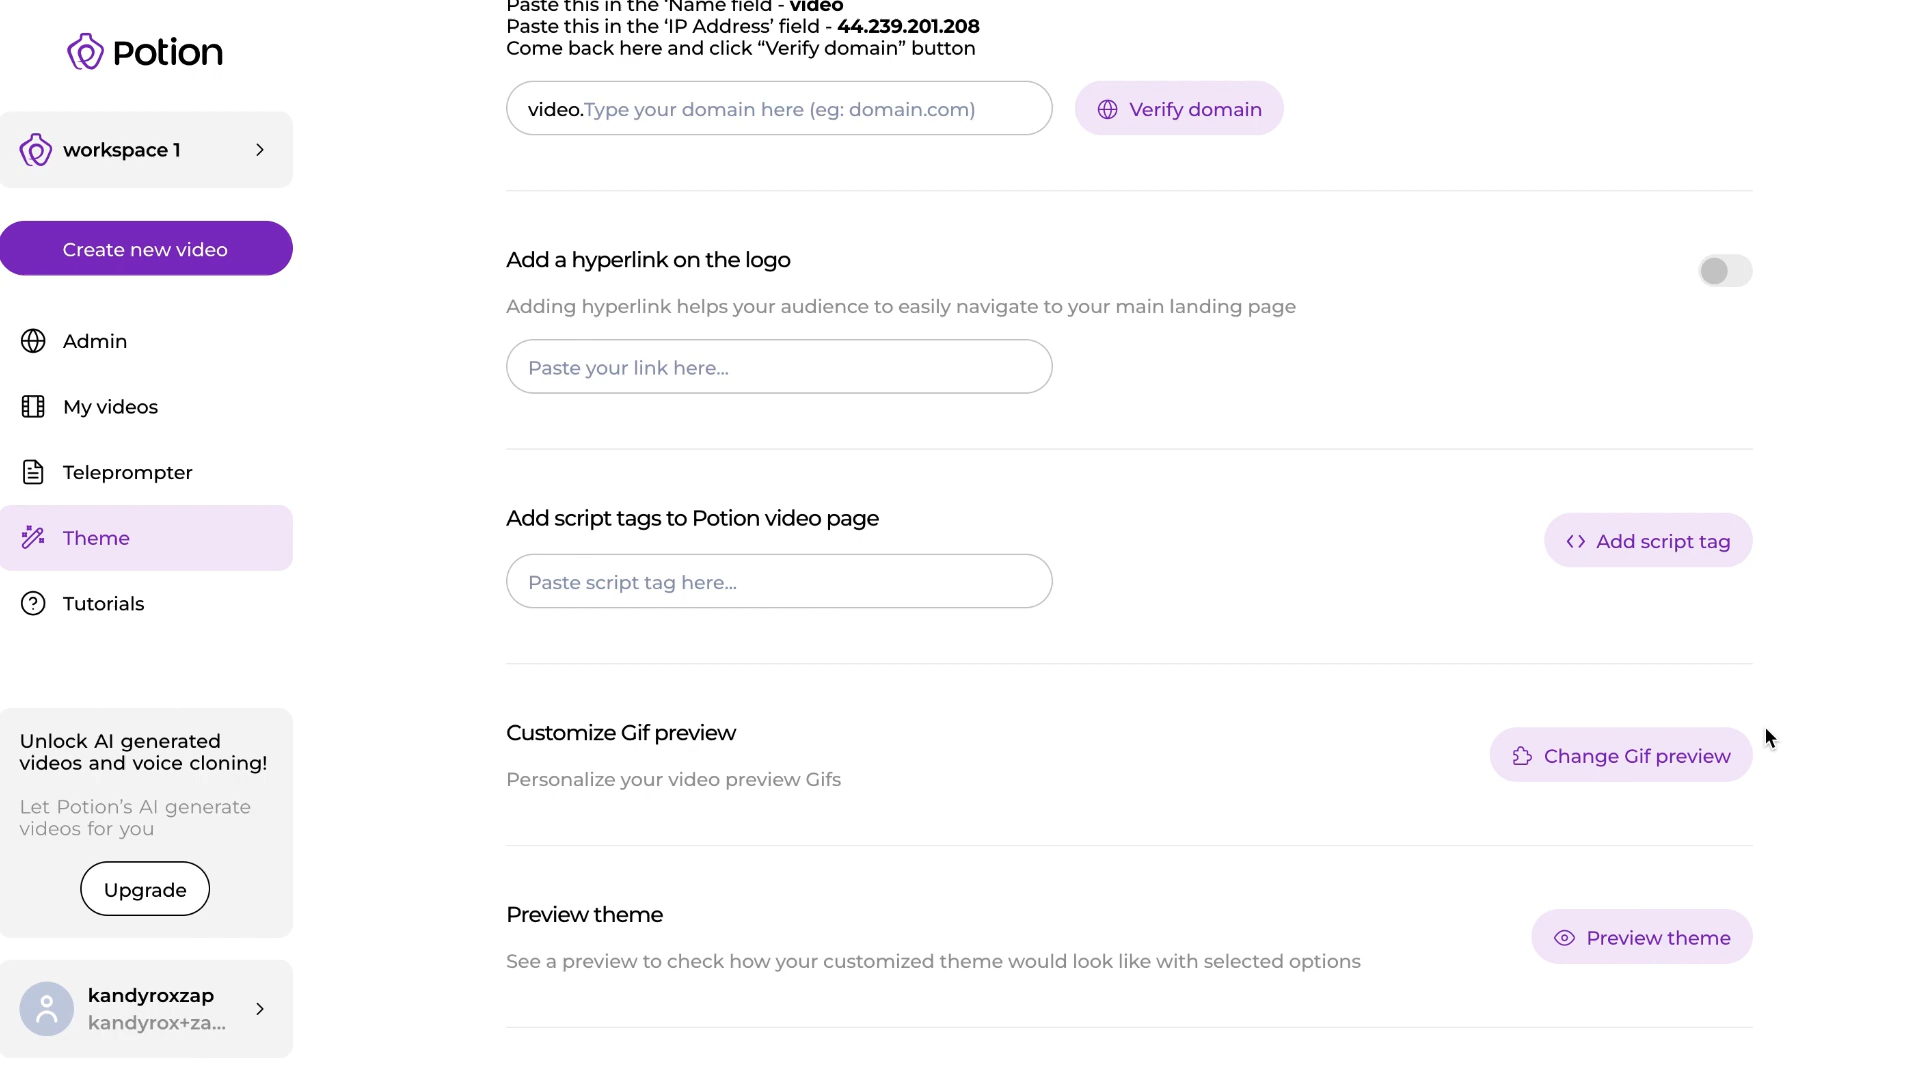 Potion
workspace 1
Create new video
Admin
My videos
Teleprompter
Theme
Tutorials
Unlock AI generated
videos and voice cloning!
Let Potion's AI generate
videos for you
Upgrade
kandyroxzap
kandyrox+za...
Paste this in the 'Name field - video
Paste this in the ‘IP Address’ field - 44.239.201.208
Come back here and click “Verify domain” button
video.Type your domain here (eg: domain.com)
Verify domain
Add a hyperlink on the logo
Adding hyperlink helps your audience to easily navigate to your main landing page
Paste your link here...
Add script tags to Potion video page
Add script tag
Paste script tag here...
Customize Gif preview
Personalize your video preview Gifs
Change Gif preview
Preview theme
See a preview to check how your customized theme would look like with selected options
Preview theme